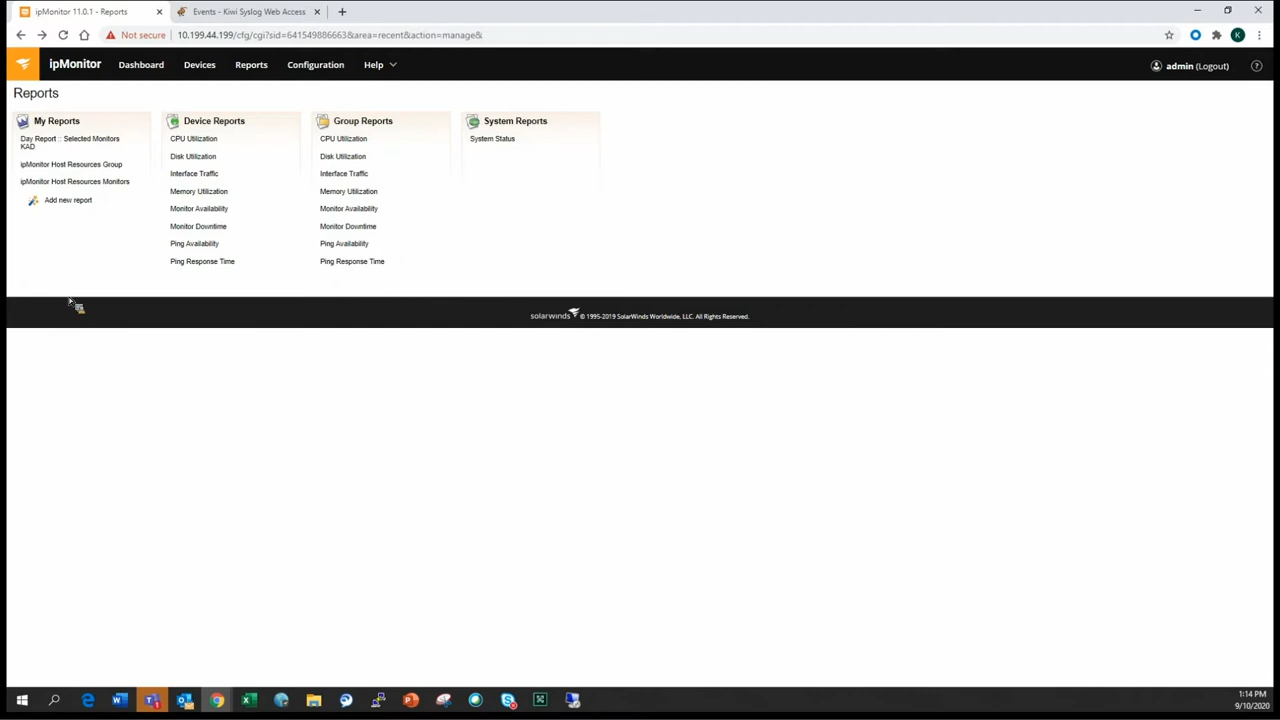 ipMonitor 11.0.1 - Reports
Events - Kiwi Syslog Web Access
Not secure 10.199.44.199/cfg/cgi?sid=641549886663&area=recent&action=manage&
K
ipMonitor Dashboard Devices Reports Configuration Help admin (Logout)
Reports
My Reports
Day Report :: Selected Monitors
KAD
ipMonitor Host Resources Group
ipMonitor Host Resources Monitors
Add new report
Device Reports
CPU Utilization
Disk Utilization
Interface Traffic
Memory Utilization
Monitor Availability
Monitor Downtime
Ping Availability
Ping Response Time
Group Reports
CPU Utilization
Disk Utilization
Interface Traffic
Memory Utilization
Monitor Availability
Monitor Downtime
Ping Availability
Ping Response Time
System Reports
System Status
solarwinds © 1995-2019 SolarWinds Worldwide, LLC. All Rights Reserved.
1:14 PM
9/10/2020